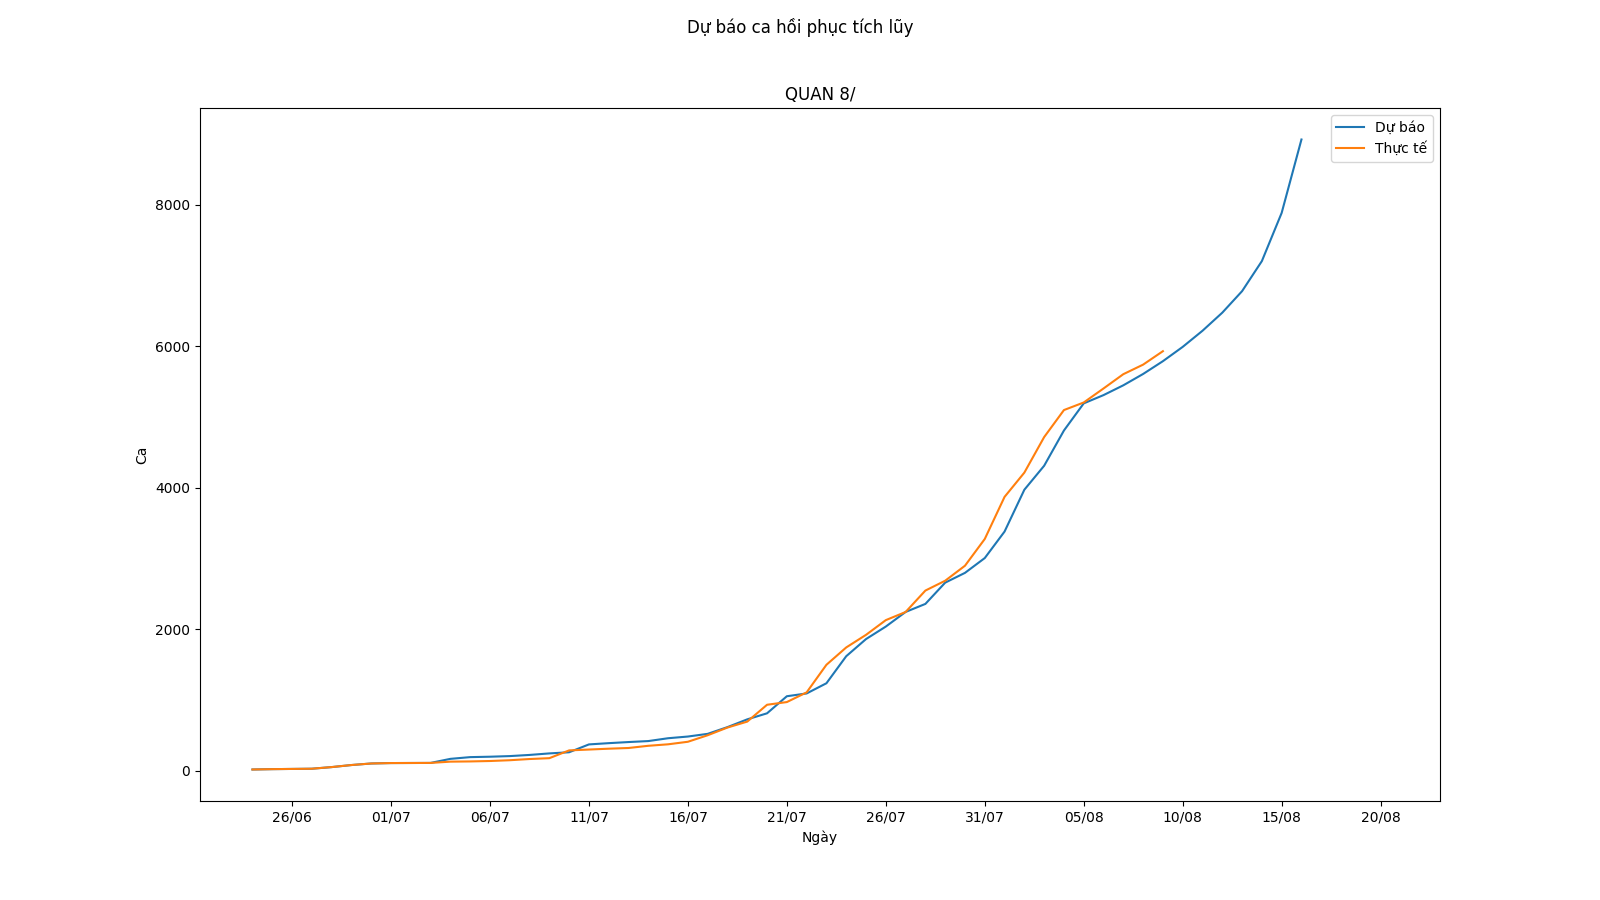 Dự báo ca hồi phục tích lũy
QUAN 8/
Dự báo
Thực tế
8000
6000
4000
2000
0
Ca
26/06 01/07 06/07 11/07 16/07 21/07 26/07 31/07 05/08 10/08 15/08 20/08
Ngày